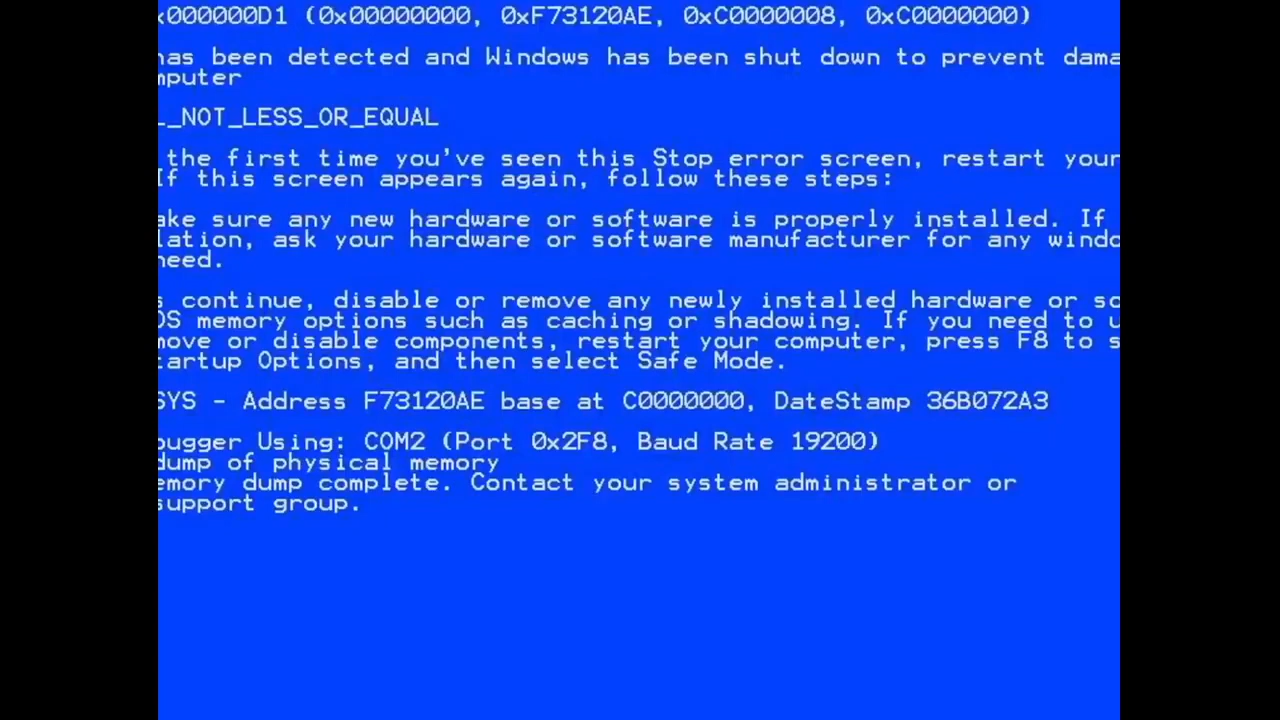 x000000D1 (0x00000000, 0xF73120AE, 0xC0000008, 0xC0000000)
has been detected and Windows has been shut down to prevent dama
mputer
L_NOT_LESS_OR_EQUAL
the first time you've seen this Stop error screen, restart your
If this screen appears again, follow these steps:
ake sure any new hardware or software is properly installed. If
lation, ask your hardware or software manufacturer for any windo
need.
s continue, disable or remove any newly installed hardware or so
OS memory options such as caching or shadowing. If you need to u
move or disable components, restart your computer, press F8 to s
tartup Options, and then select Safe Mode.
SYS - Address F73120AE base at C0000000, DateStamp 36B072A3
bugger Using: COM2 (Port 0x2F8, Baud Rate 19200)
dump of physical memory
emory dump complete. Contact your system administrator or
support group.